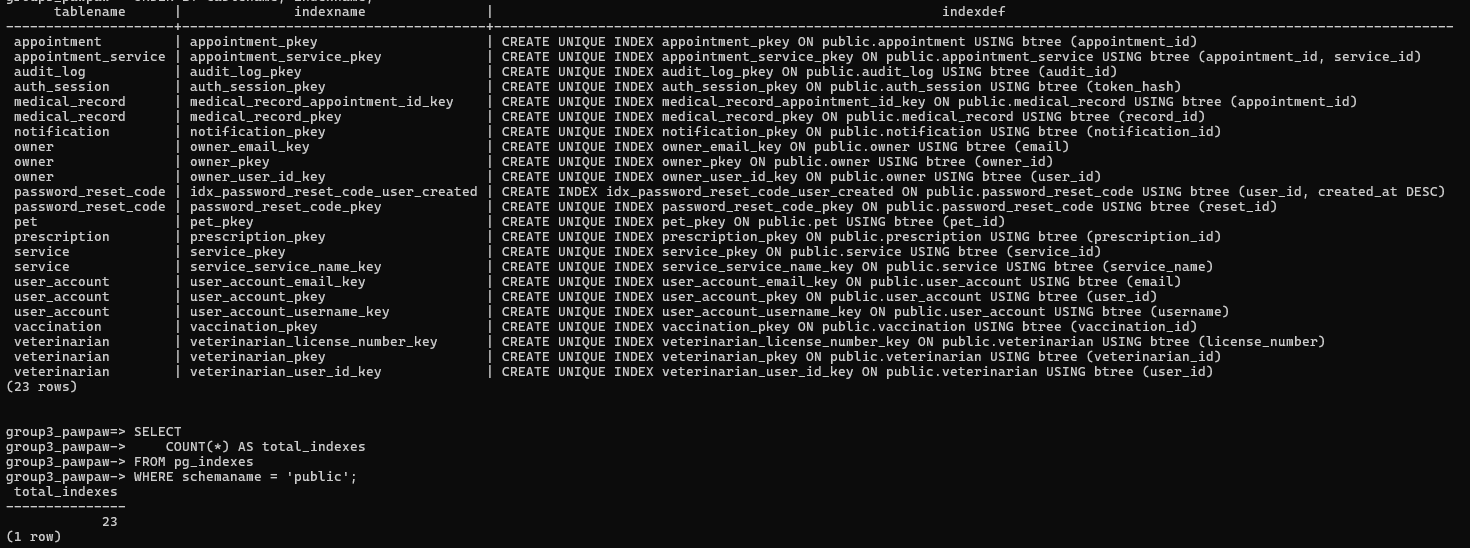 tablename | indexname | indexdef
appointment | appointment_pkey | CREATE UNIQUE INDEX appointment_pkey ON public.appointment USING btree (appointment_id)
appointment_service | appointment_service_pkey | CREATE UNIQUE INDEX appointment_service_pkey ON public.appointment_service USING btree (appointment_id, service_id)
audit_log | audit_log_pkey | CREATE UNIQUE INDEX audit_log_pkey ON public.audit_log USING btree (audit_id)
auth_session | auth_session_pkey | CREATE UNIQUE INDEX auth_session_pkey ON public.auth_session USING btree (token_hash)
medical_record | medical_record_appointment_id_key | CREATE UNIQUE INDEX medical_record_appointment_id_key ON public.medical_record USING btree (appointment_id)
medical_record | medical_record_pkey | CREATE UNIQUE INDEX medical_record_pkey ON public.medical_record USING btree (record_id)
notification | notification_pkey | CREATE UNIQUE INDEX notification_pkey ON public.notification USING btree (notification_id)
owner | owner_email_key | CREATE UNIQUE INDEX owner_email_key ON public.owner USING btree (email)
owner | owner_pkey | CREATE UNIQUE INDEX owner_pkey ON public.owner USING btree (owner_id)
owner | owner_user_id_key | CREATE UNIQUE INDEX owner_user_id_key ON public.owner USING btree (user_id)
password_reset_code | idx_password_reset_code_user_created | CREATE INDEX idx_password_reset_code_user_created ON public.password_reset_code USING btree (user_id, created_at DESC)
password_reset_code | password_reset_code_pkey | CREATE UNIQUE INDEX password_reset_code_pkey ON public.password_reset_code USING btree (reset_id)
pet | pet_pkey | CREATE UNIQUE INDEX pet_pkey ON public.pet USING btree (pet_id)
prescription | prescription_pkey | CREATE UNIQUE INDEX prescription_pkey ON public.prescription USING btree (prescription_id)
service | service_pkey | CREATE UNIQUE INDEX service_pkey ON public.service USING btree (service_id)
service | service_service_name_key | CREATE UNIQUE INDEX service_service_name_key ON public.service USING btree (service_name)
user_account | user_account_email_key | CREATE UNIQUE INDEX user_account_email_key ON public.user_account USING btree (email)
user_account | user_account_pkey | CREATE UNIQUE INDEX user_account_pkey ON public.user_account USING btree (user_id)
user_account | user_account_username_key | CREATE UNIQUE INDEX user_account_username_key ON public.user_account USING btree (username)
vaccination | vaccination_pkey | CREATE UNIQUE INDEX vaccination_pkey ON public.vaccination USING btree (vaccination_id)
veterinarian | veterinarian_license_number_key | CREATE UNIQUE INDEX veterinarian_license_number_key ON public.veterinarian USING btree (license_number)
veterinarian | veterinarian_pkey | CREATE UNIQUE INDEX veterinarian_pkey ON public.veterinarian USING btree (veterinarian_id)
veterinarian | veterinarian_user_id_key | CREATE UNIQUE INDEX veterinarian_user_id_key ON public.veterinarian USING btree (user_id)
(23 rows)
group3_pawpaw=> SELECT
group3_pawpaw-> COUNT(*) AS total_indexes
group3_pawpaw-> FROM pg_indexes
group3_pawpaw-> WHERE schemaname = 'public';
total_indexes
---------------
23
(1 row)